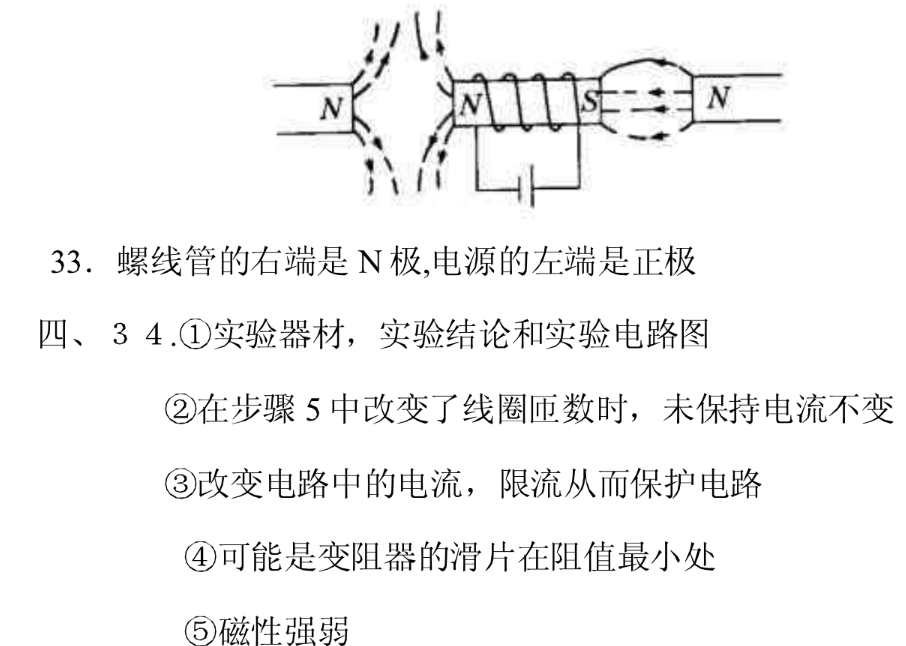 N N S N
33．螺线管的右端是 N 极,电源的左端是正极
四、３４.①实验器材，实验结论和实验电路图
②在步骤 5 中改变了线圈匝数时，未保持电流不变
③改变电路中的电流，限流从而保护电路
④可能是变阻器的滑片在阻值最小处
⑤磁性强弱